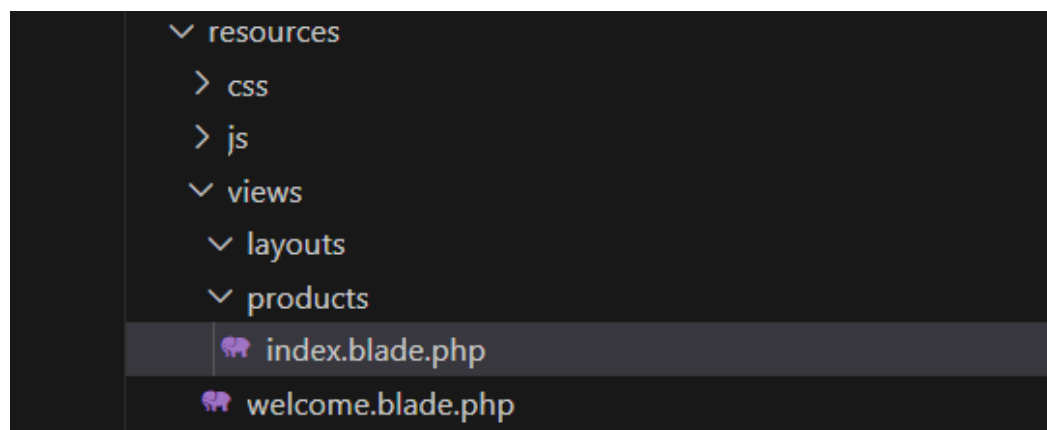 resources
css
js
views
layouts
products
index.blade.php
welcome.blade.php